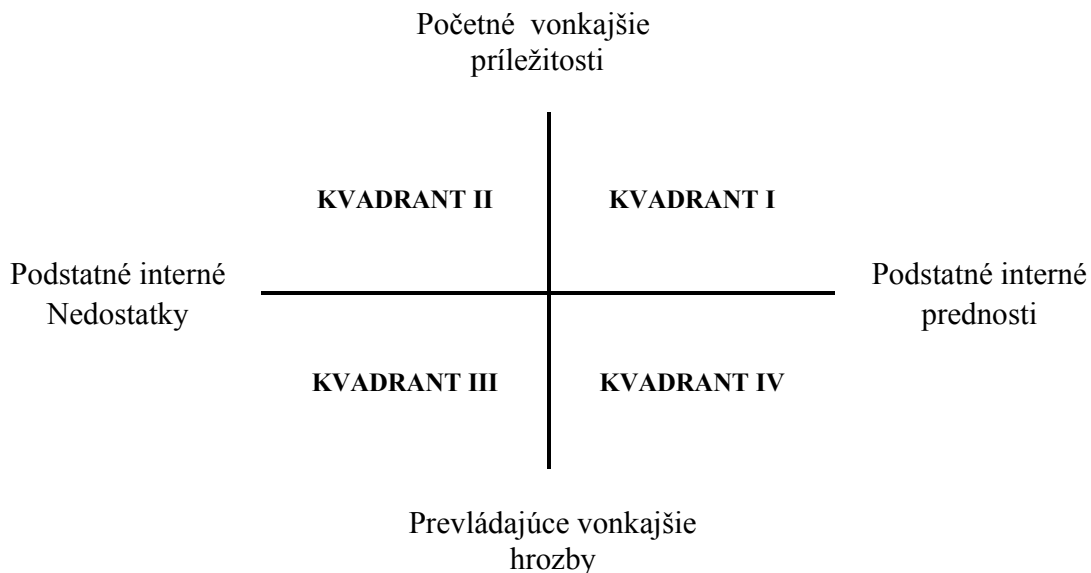 Početné vonkajšie
príležitosti
KVADRANT II
KVADRANT I
Podstatné interné
Nedostatky
Podstatné interné
prednosti
KVADRANT III
KVADRANT IV
Prevládajúce vonkajšie
hrozby